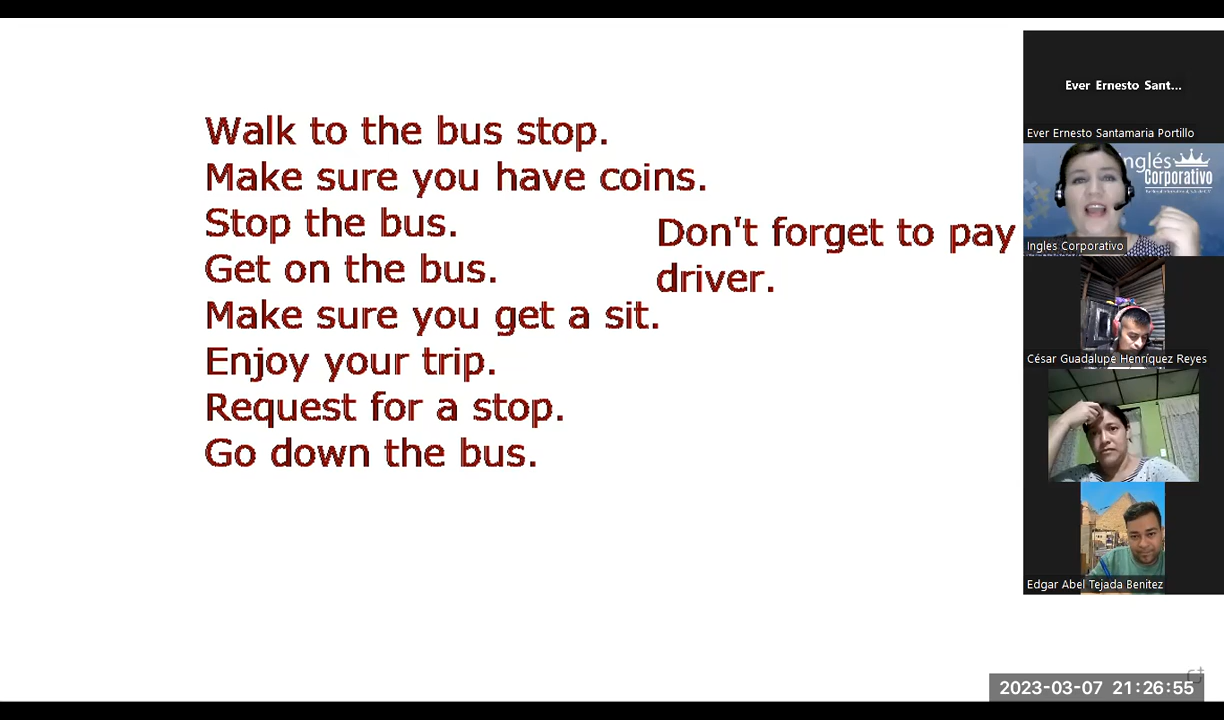 Walk to the bus stop.
Make sure you have coins.
Stop the bus.
Get on the bus.
Make sure you get a sit.
Enjoy your trip.
Request for a stop.
Go down the bus.
Don't forget to pay
driver.
Ever Ernesto Sant...
Ever Ernesto Santamaria Portillo
Inglés
Corporativo
Ingles Corporativo
César Guadalupe Henríquez Reyes
Edgar Abel Tejada Benitez
2023-03-07 21:26:55